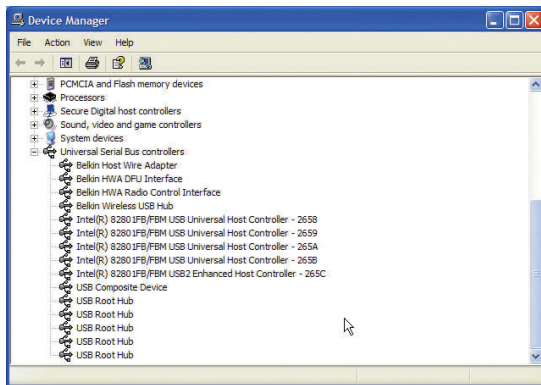 Device Manager
File Action View Help
PCMCIA and Flash memory devices
Processors
Secure Digital host controllers
Sound, video and game controllers
System devices
Universal Serial Bus controllers
Belkin Host Wire Adapter
Belkin HWA DFU Interface
Belkin HWA Radio Control Interface
Belkin Wireless USB Hub
Intel(R) 82801FB/FBM USB Universal Host Controller - 2658
Intel(R) 82801FB/FBM USB Universal Host Controller - 2659
Intel(R) 82801FB/FBM USB Universal Host Controller - 265A
Intel(R) 82801FB/FBM USB Universal Host Controller - 265B
Intel(R) 82801FB/FBM USB2 Enhanced Host Controller - 265C
USB Composite Device
USB Root Hub
USB Root Hub
USB Root Hub
USB Root Hub
USB Root Hub